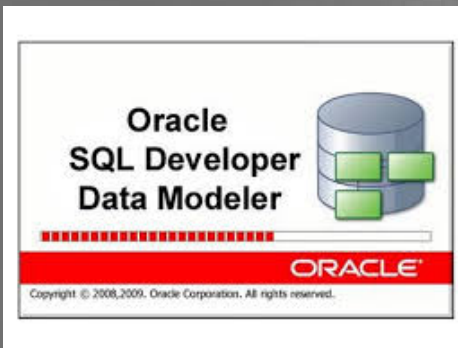 Oracle
SQL Developer
Data Modeler
ORACLE®
Copyright © 2008,2009. Oracle Corporation. All rights reserved.